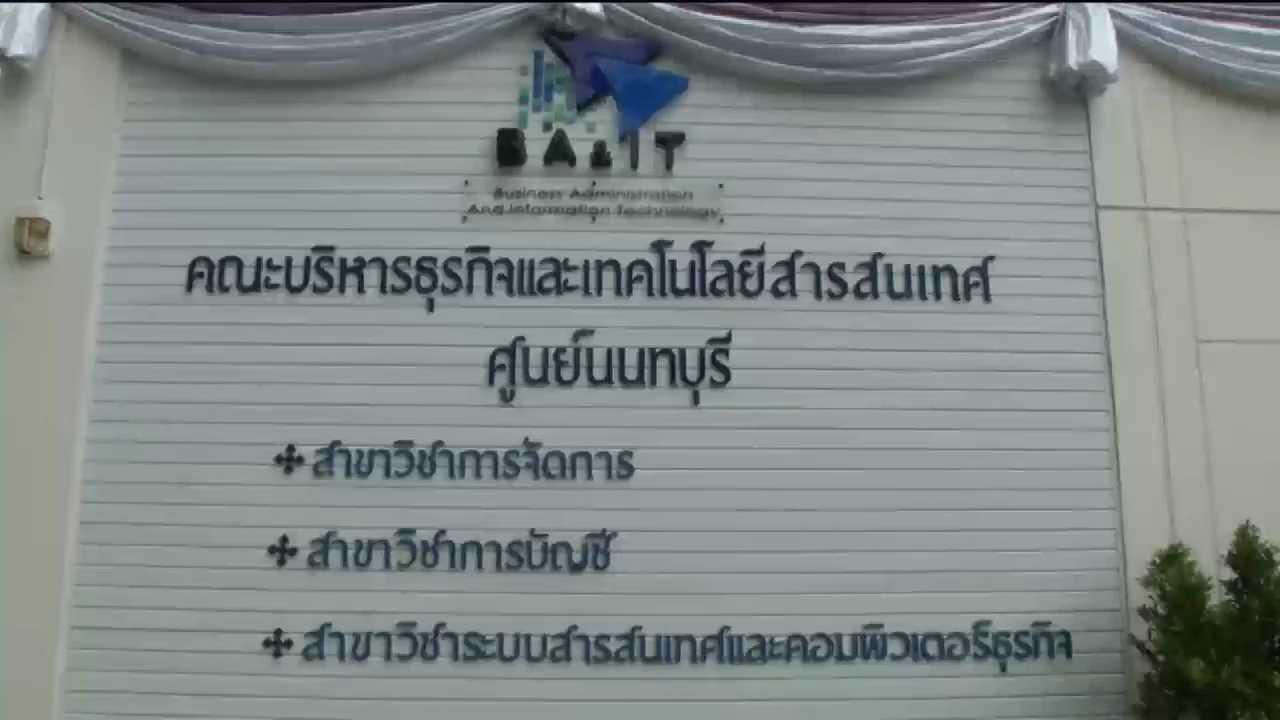 BA&IT
Business Administration
And Information Technology
คณะบริหารธุรกิจและเทคโนโลยีสารสนเทศ
ศูนย์นนทบุรี
สาขาวิชาการจัดการ
สาขาวิชาการบัญชี
สาขาวิชาระบบสารสนเทศและคอมพิวเตอร์ธุรกิจ